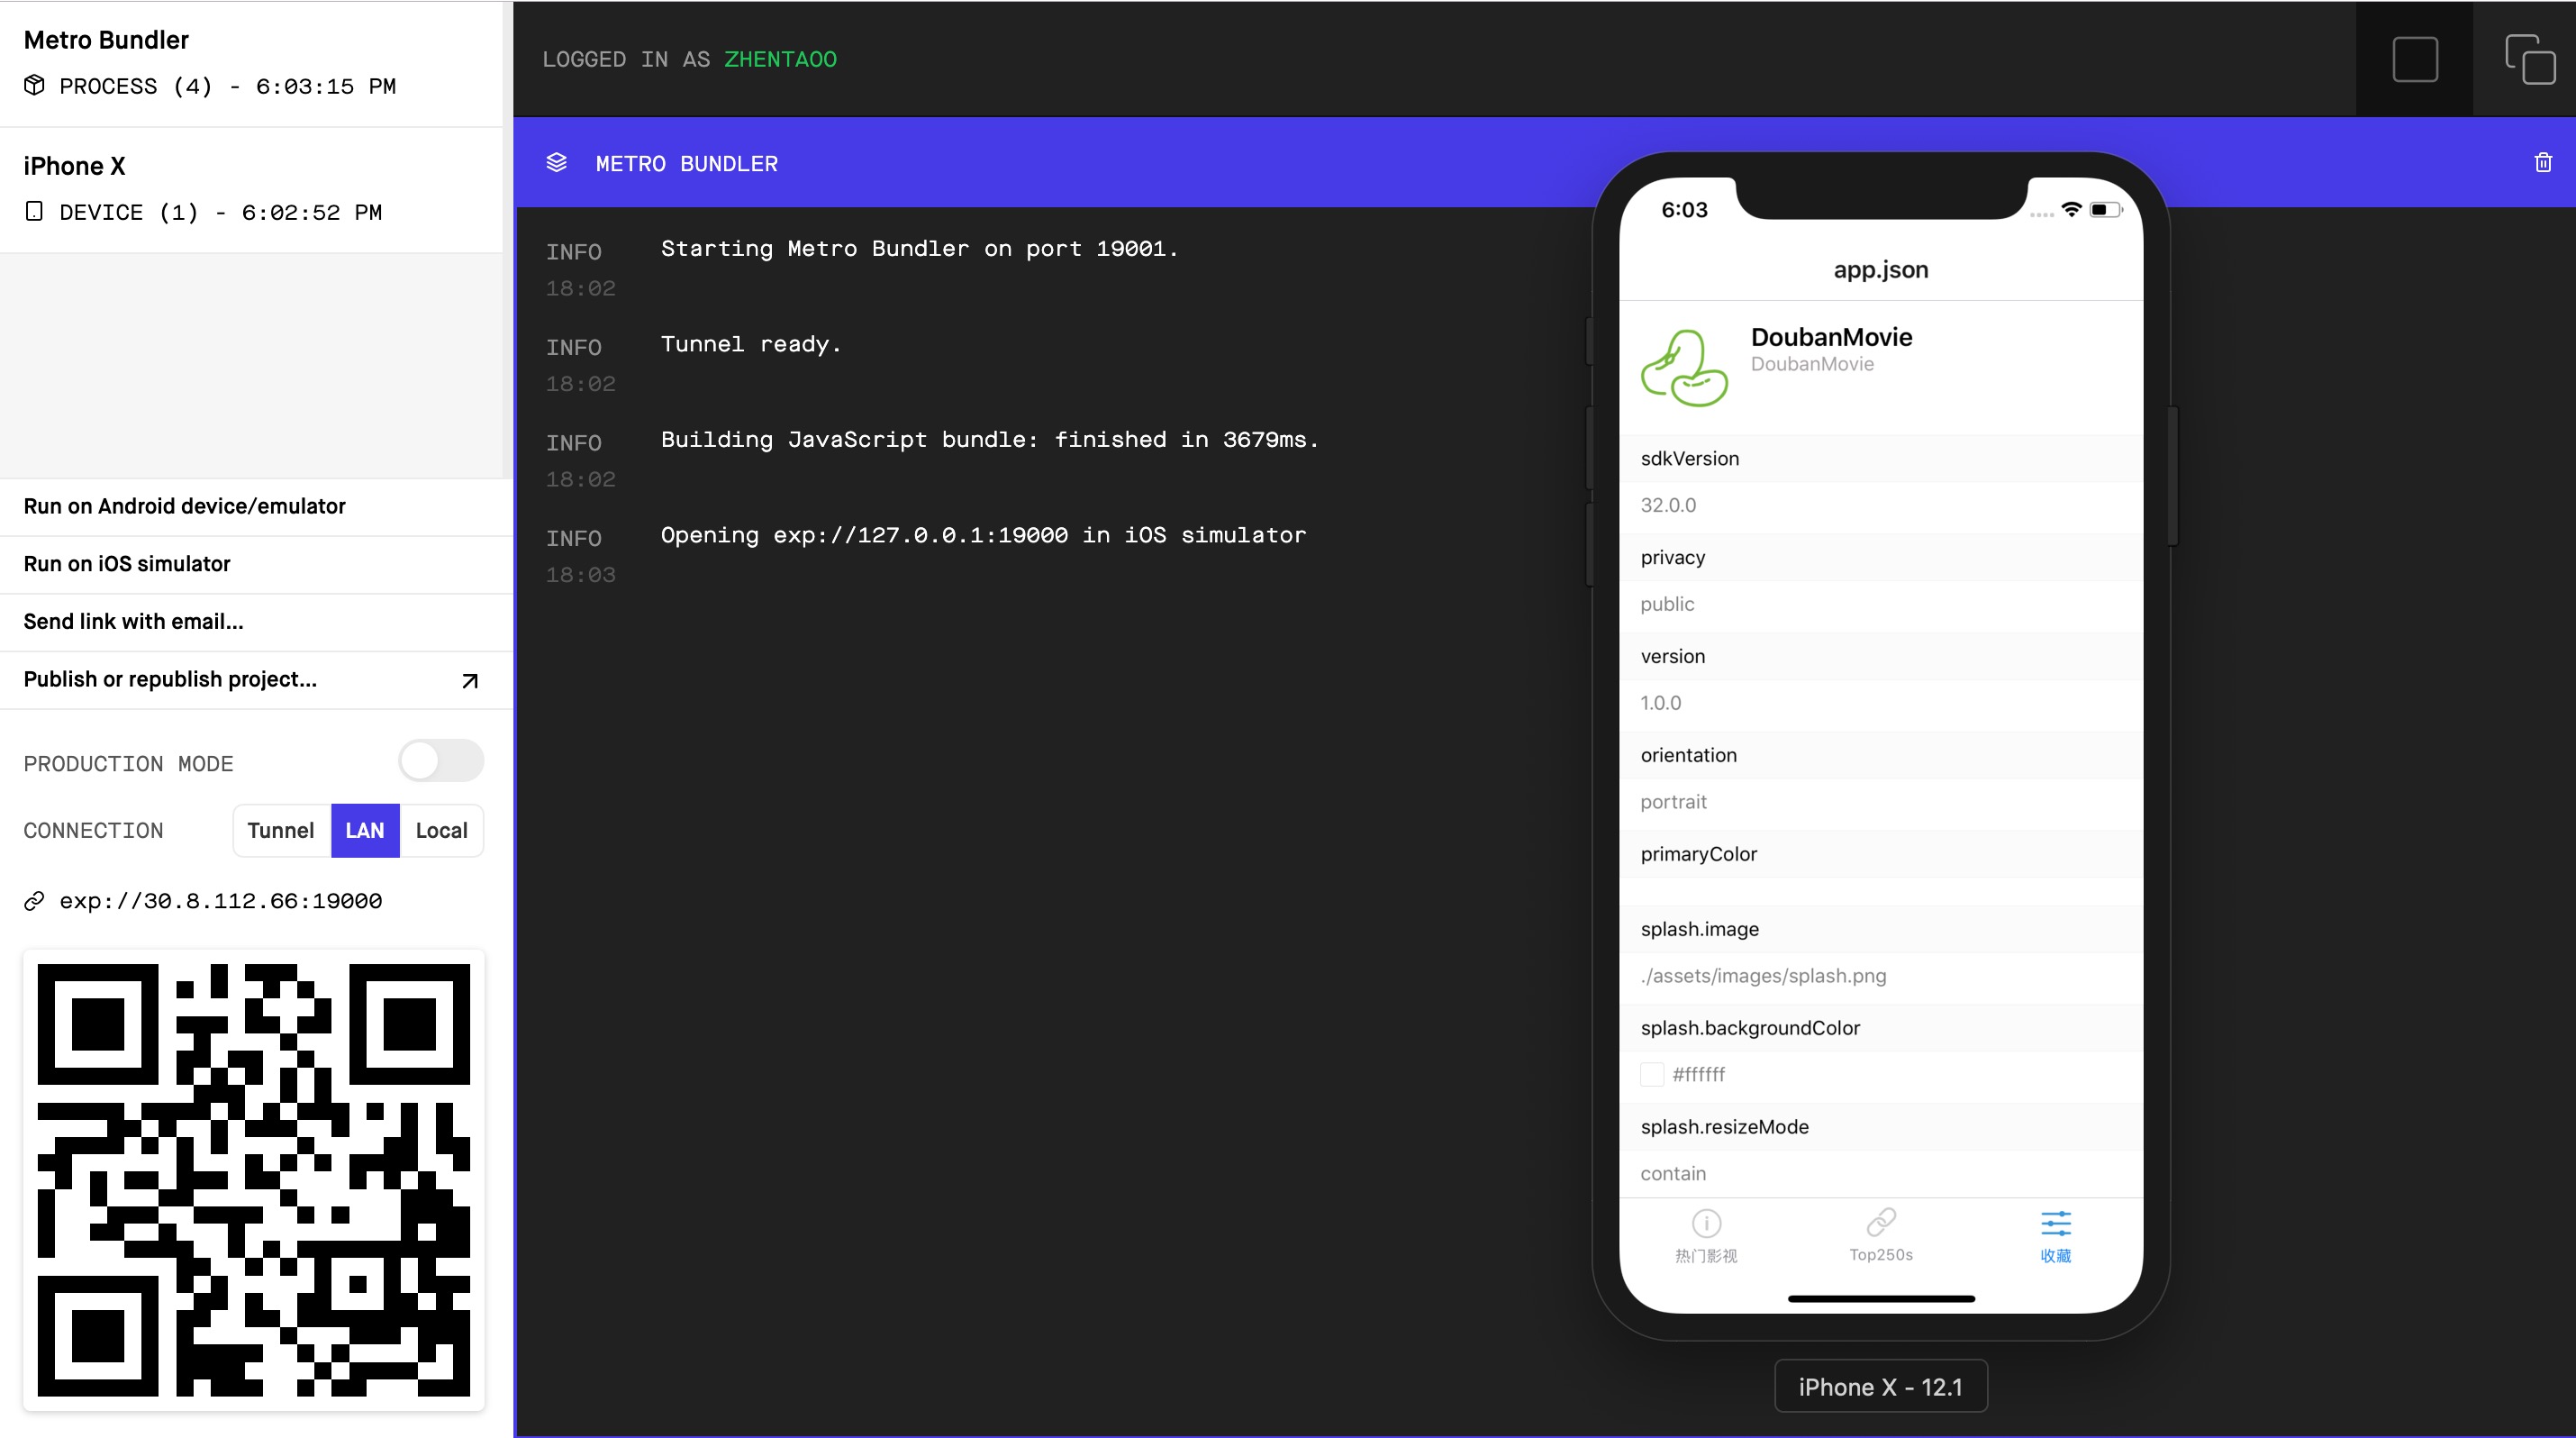 Metro Bundler
PROCESS (4) - 6:03:15 PM
iPhone X
DEVICE (1) - 6:02:52 PM
Run on Android device/emulator
Run on iOS simulator
Send link with email...
Publish or republish project...
PRODUCTION MODE
CONNECTION
Tunnel LAN Local
exp://30.8.112.66:19000
LOGGED IN AS ZHENTAOO
METRO BUNDLER
INFO Starting Metro Bundler on port 19001.
18:02
INFO Tunnel ready.
18:02
INFO Building JavaScript bundle: finished in 3679ms.
18:02
INFO Opening exp://127.0.0.1:19000 in iOS simulator
18:03
6:03
app.json
DoubanMovie
DoubanMovie
sdkVersion
32.0.0
privacy
public
version
1.0.0
orientation
portrait
primaryColor
splash.image
./assets/images/splash.png
splash.backgroundColor
#ffffff
splash.resizeMode
contain
热门影视 Top250s 收藏
iPhone X - 12.1